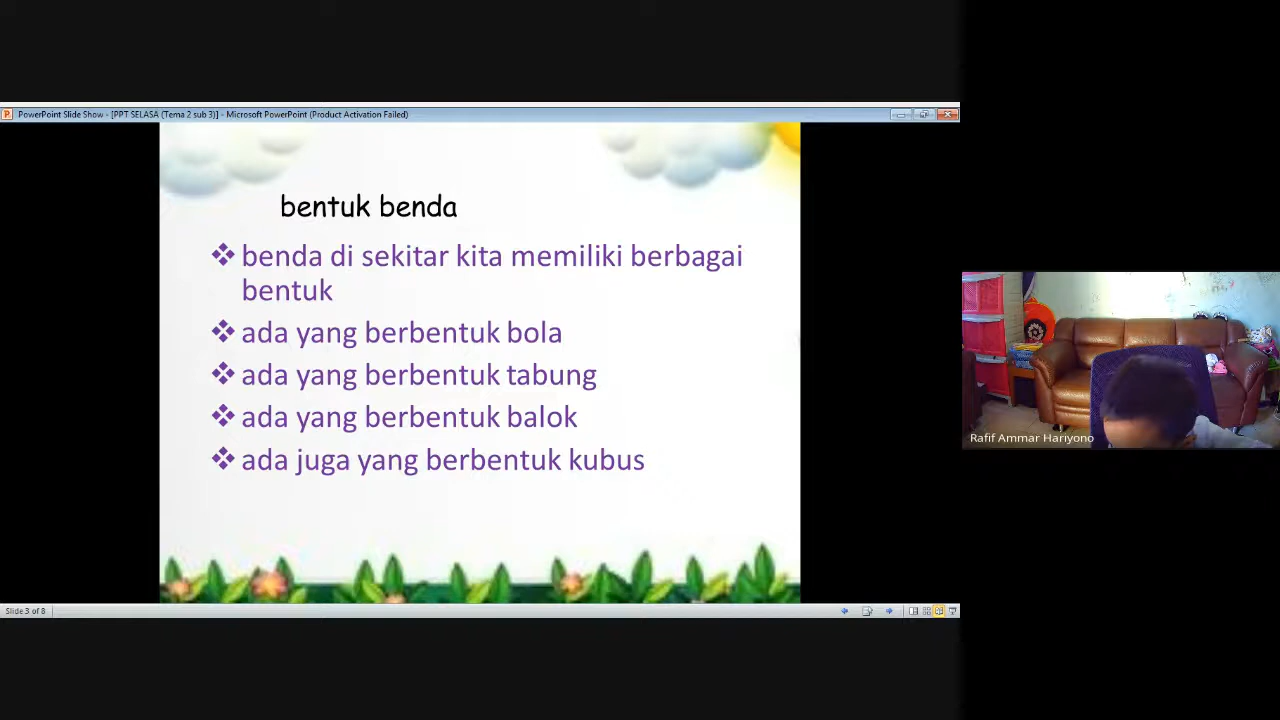 PowerPoint Slide Show - [PPT SELASA (Tema 2 sub 3)] - Microsoft PowerPoint (Product Activation Failed)
bentuk benda
❖ benda di sekitar kita memiliki berbagai
bentuk
❖ ada yang berbentuk bola
❖ ada yang berbentuk tabung
❖ ada yang berbentuk balok
❖ ada juga yang berbentuk kubus
Rafif Ammar Hariyono
Slide 3 of 8